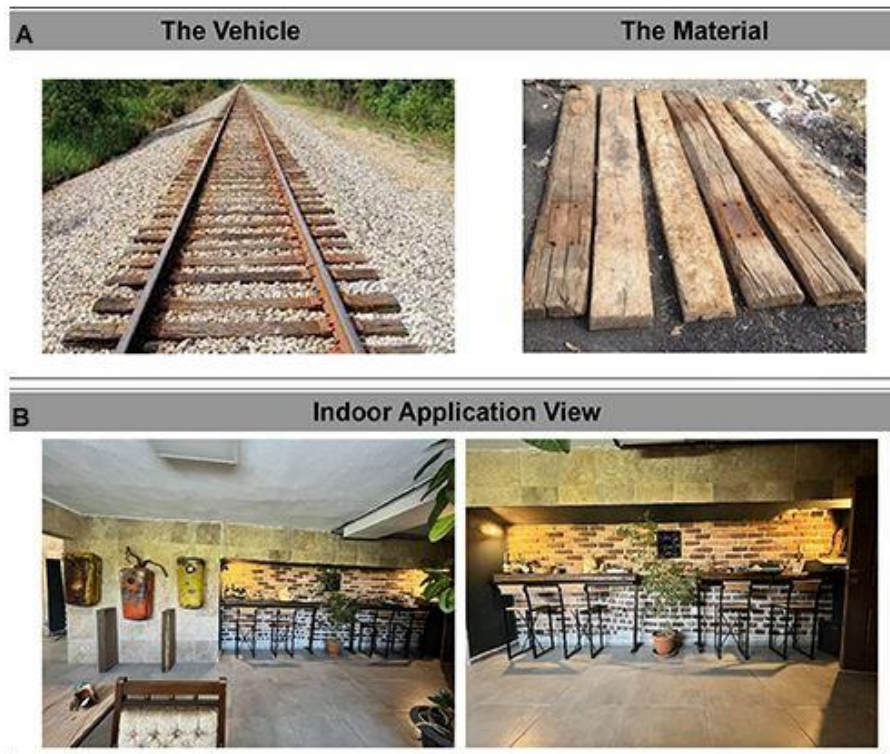 A
The Vehicle
The Material
B
Indoor Application View